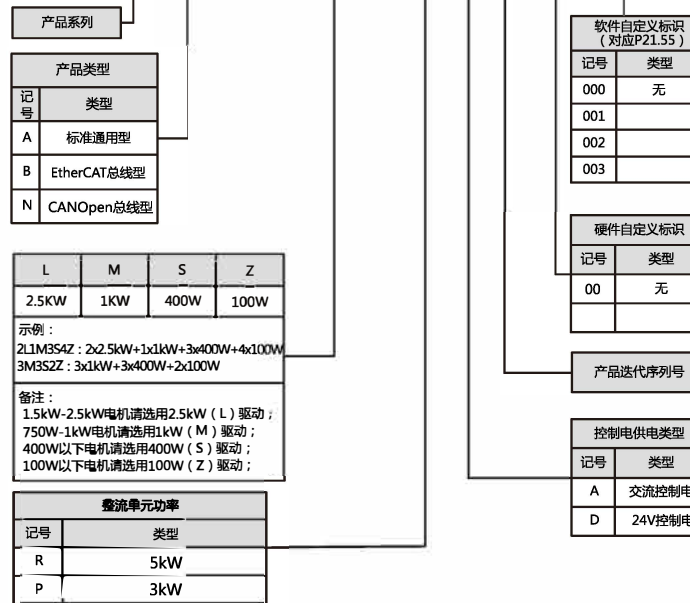 产品系列
产品类型
记号 类型
A 标准通用型
B EtherCAT总线型
N CANOpen总线型
L M S Z
2.5KW 1KW 400W 100W
示例：
2L1M3S4Z：2x2.5kW+1x1kW+3x400W+4x100W
3M3S2Z：3x1kW+3x400W+2x100W
备注：
1.5kW-2.5kW电机请选用2.5kW（L）驱动；
750W-1kW电机请选用1kW（M）驱动；
400W以下电机请选用400W（S）驱动；
100W以下电机请选用100W（Z）驱动；
整流单元功率
记号 类型
R 5kW
P 3kW
软件自定义标识
（对应P21.55）
记号 类型
000 无
001
002
003
硬件自定义标识
记号 类型
00 无
产品迭代序列号
控制电供电类型
记号 类型
A 交流控制电
D 24V控制电